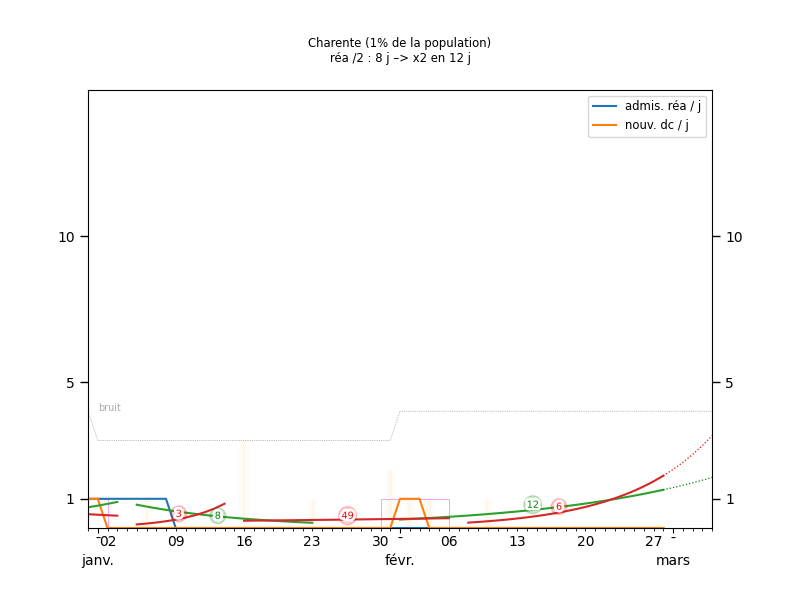 Charente (1% de la population)
réa /2 : 8 j –> x2 en 12 j
admis. réa / j
nouv. dc / j
10 10
5 5
bruit
1 1
3 8 49 12 6
02 09 16 23 30 06 13 20 27
janv. févr. mars